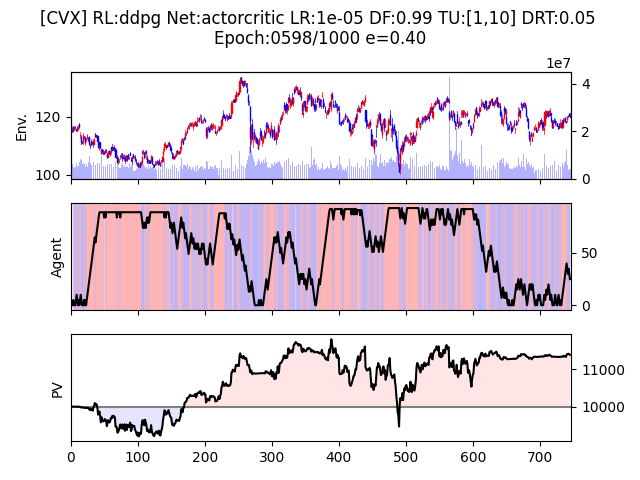 [CVX] RL:ddpg Net:actorcritic LR:1e-05 DF:0.99 TU:[1,10] DRT:0.05
Epoch:0598/1000 e=0.40
1e7
Env.
120
100
4
2
0
Agent
50
0
PV
11000
10000
0 100 200 300 400 500 600 700